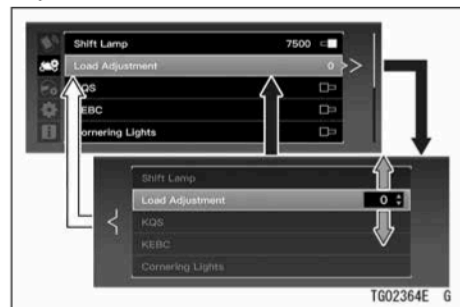 Shift Lamp 7500
Load Adjustment 0 >>
KQS
KEBC
Cornering Lights
Shift Lamp
Load Adjustment 0
KQS
KEBC
Cornering Lights
TG02364E G